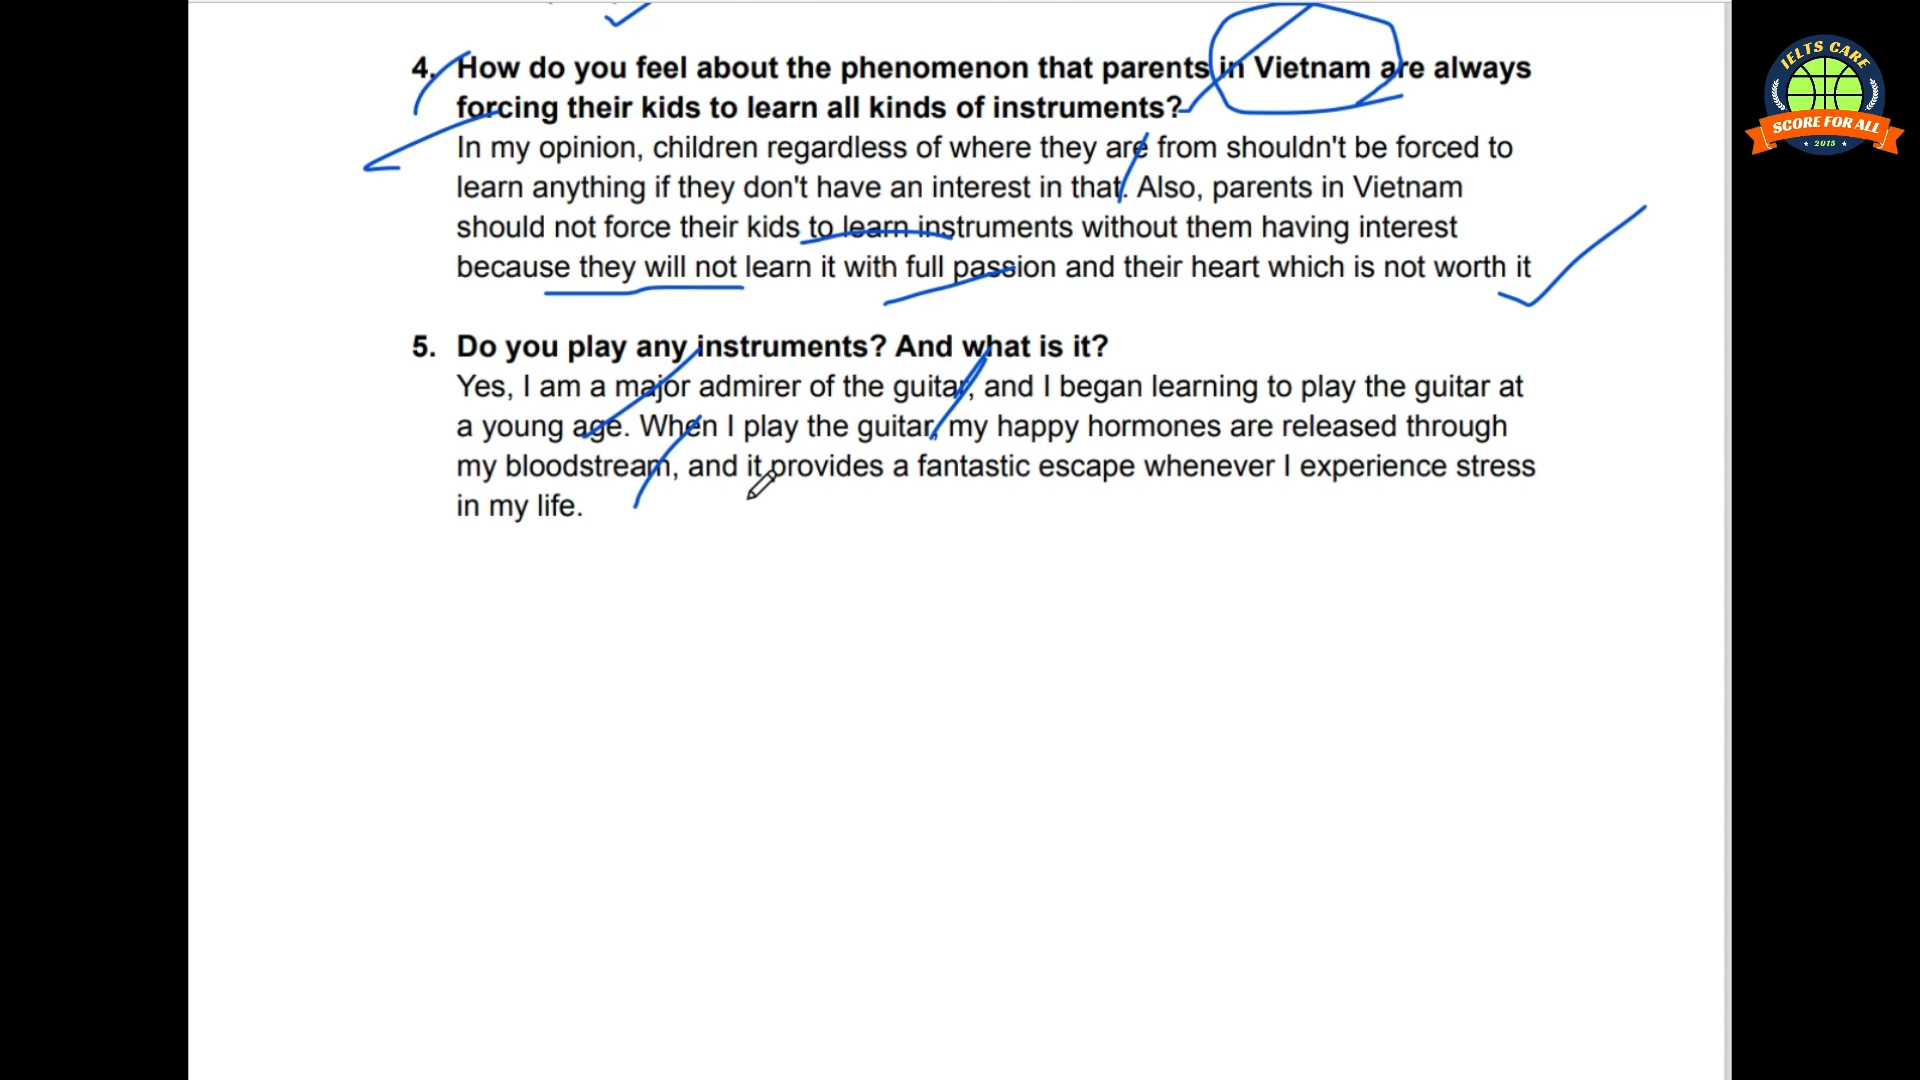 4. How do you feel about the phenomenon that parents in Vietnam are always
forcing their kids to learn all kinds of instruments?
In my opinion, children regardless of where they are from shouldn't be forced to
learn anything if they don't have an interest in that. Also, parents in Vietnam
should not force their kids to learn instruments without them having interest
because they will not learn it with full passion and their heart which is not worth it
5. Do you play any instruments? And what is it?
Yes, I am a major admirer of the guitar, and I began learning to play the guitar at
a young age. When I play the guitar, my happy hormones are released through
my bloodstream, and it provides a fantastic escape whenever I experience stress
in my life.
IELTS CARE
SCORE FOR ALL
★ 2015 ★